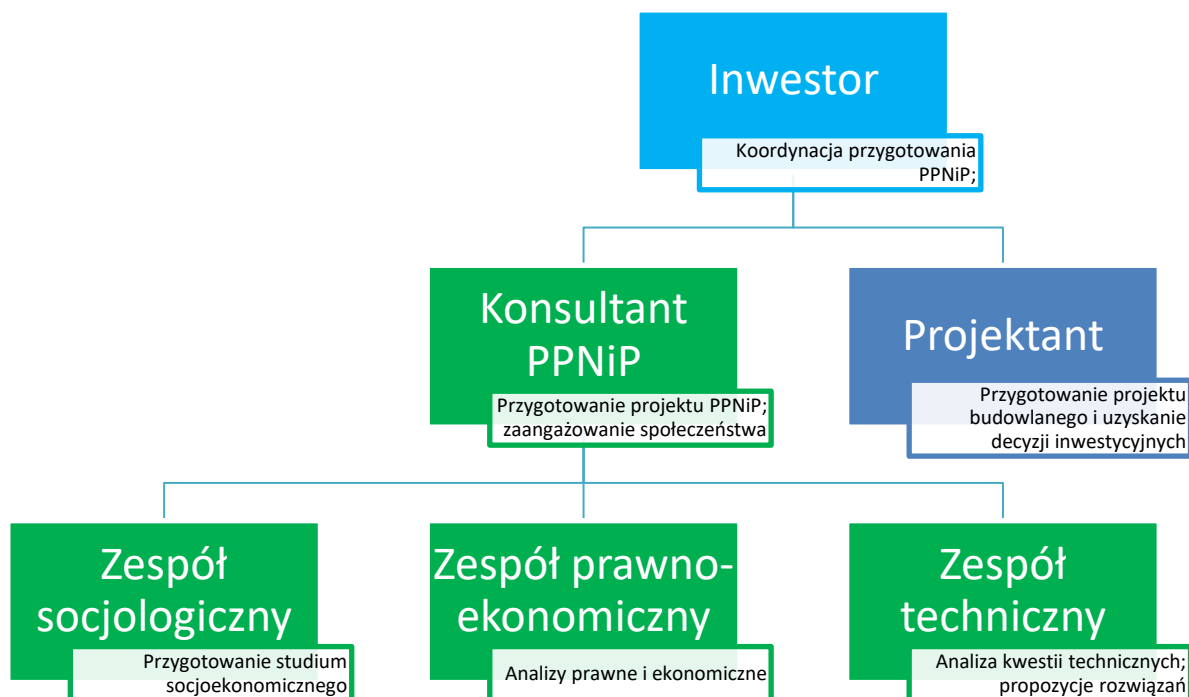 Inwestor
Koordynacja przygotowania
PPNiP;
Konsultant
PPNiP
Przygotowanie projektu PPNiP;
zaangażowanie społeczeństwa
Projektant
Przygotowanie projektu
budowlanego i uzyskanie
decyzji inwestycyjnych
Zespół
socjologiczny
Przygotowanie studium
socjoekonomicznego
Zespół prawno-
ekonomiczny
Analizy prawne i ekonomiczne
Zespół
techniczny
Analiza kwestii technicznych;
propozycje rozwiązań